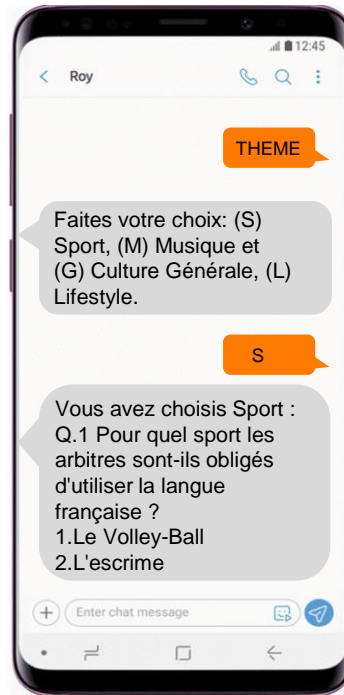 12:45
Roy
THEME
Faites votre choix: (S)
Sport, (M) Musique et
(G) Culture Générale, (L)
Lifestyle.
S
Vous avez choisis Sport :
Q.1 Pour quel sport les
arbitres sont-ils obligés
d'utiliser la langue
française ?
1.Le Volley-Ball
2.L'escrime
Enter chat message